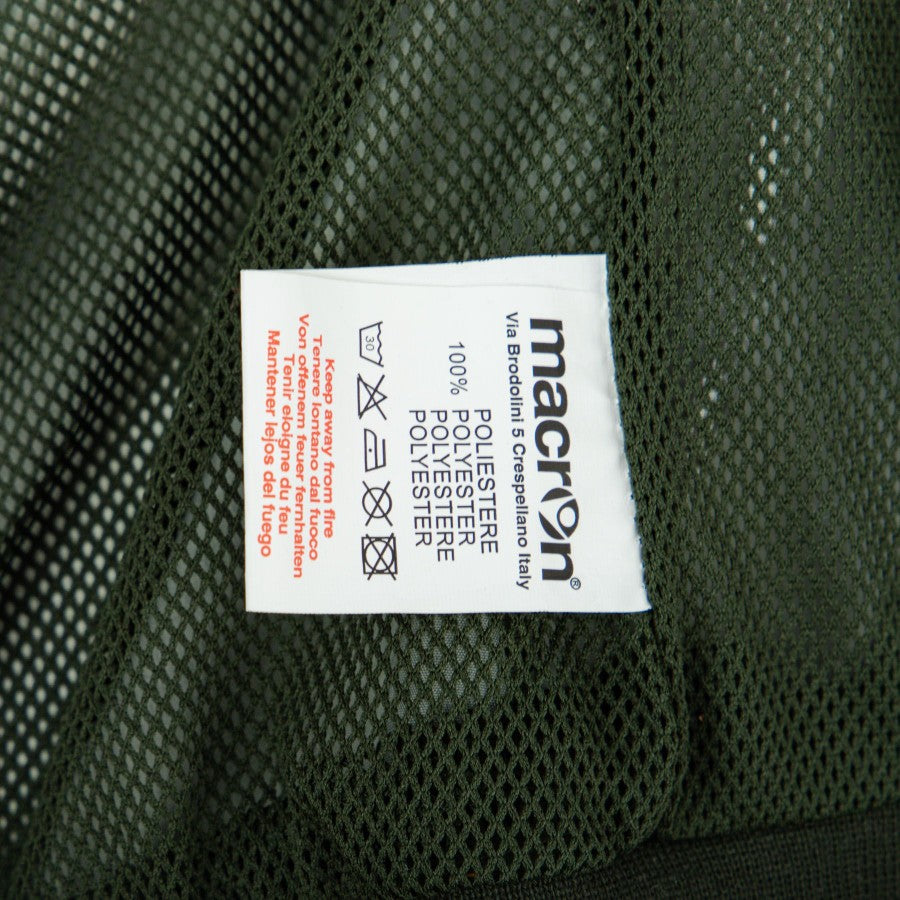 macron®
Via Brodolini 5 Crespellano Italy
POLIESTERE
100% POLYESTER
POLYESTERE
POLYESTER
30
Keep away from fire
Tenere lontano dal fuoco
Von offenem feuer fernhalten
Tenir eloigne du feu
Mantener lejos del fuego